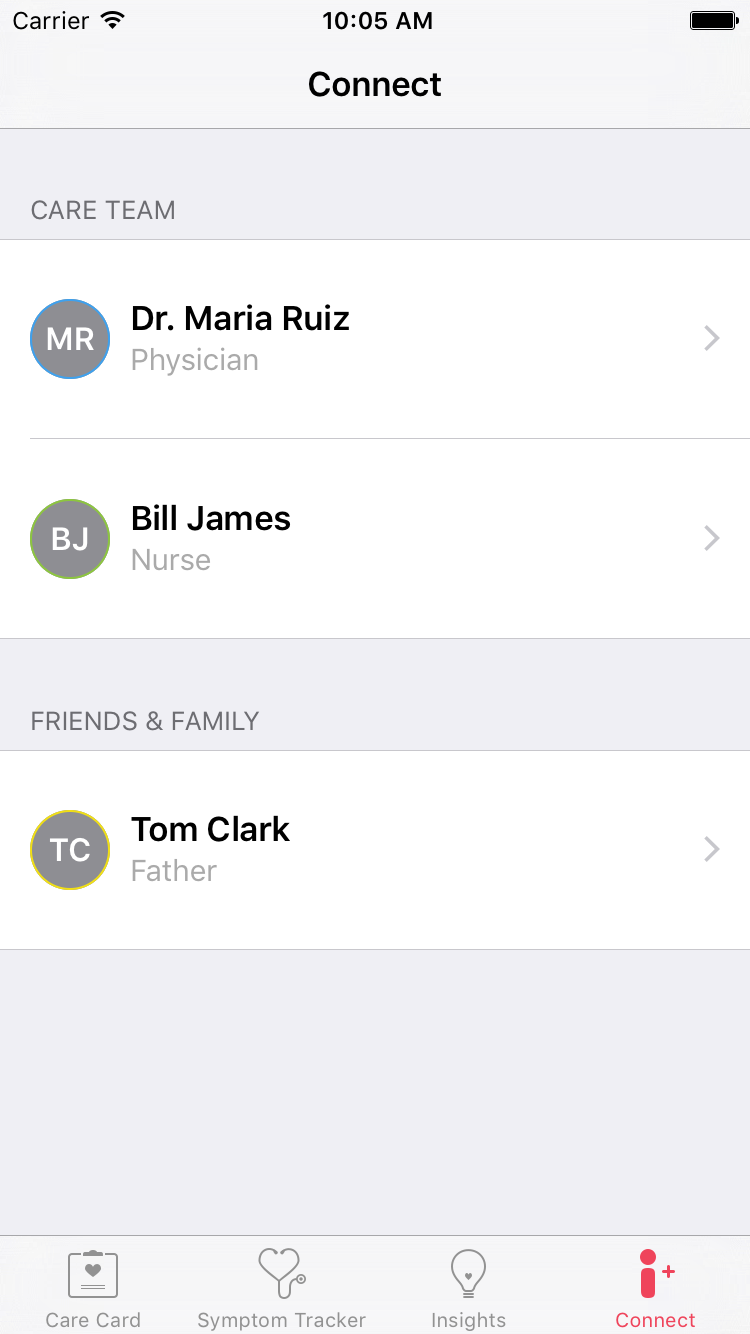 Carrier 10:05 AM
Connect
CARE TEAM
MR
Dr. Maria Ruiz
Physician
BJ
Bill James
Nurse
FRIENDS & FAMILY
TC
Tom Clark
Father
Care Card Symptom Tracker Insights Connect